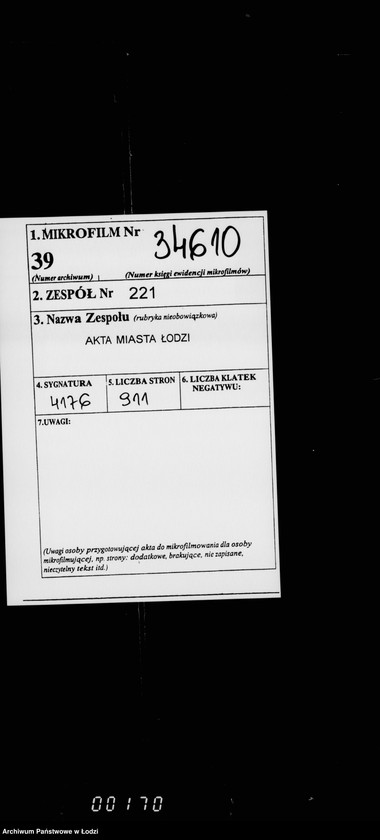 1. MIKROFILM Nr 34610
39
(Numer archiwum) (Numer księgi ewidencji mikrofilmów)
2. ZESPÓŁ Nr 221
3. Nazwa Zespołu (rubryka nieobowiązkowa)
AKTA MIASTA ŁODZI
4. SYGNATURA 5. LICZBA STRON 6. LICZBA KLATEK
NEGATYWU:
4176 911
7.UWAGI:
(Uwagi osoby przygotowującej akta do mikrofilmowania dla osoby
mikrofilmującej, np. strony: dodatkowe, brakujące, nie zapisane,
nieczytelny tekst itd.)
00170
Archiwum Państwowe w Łodzi